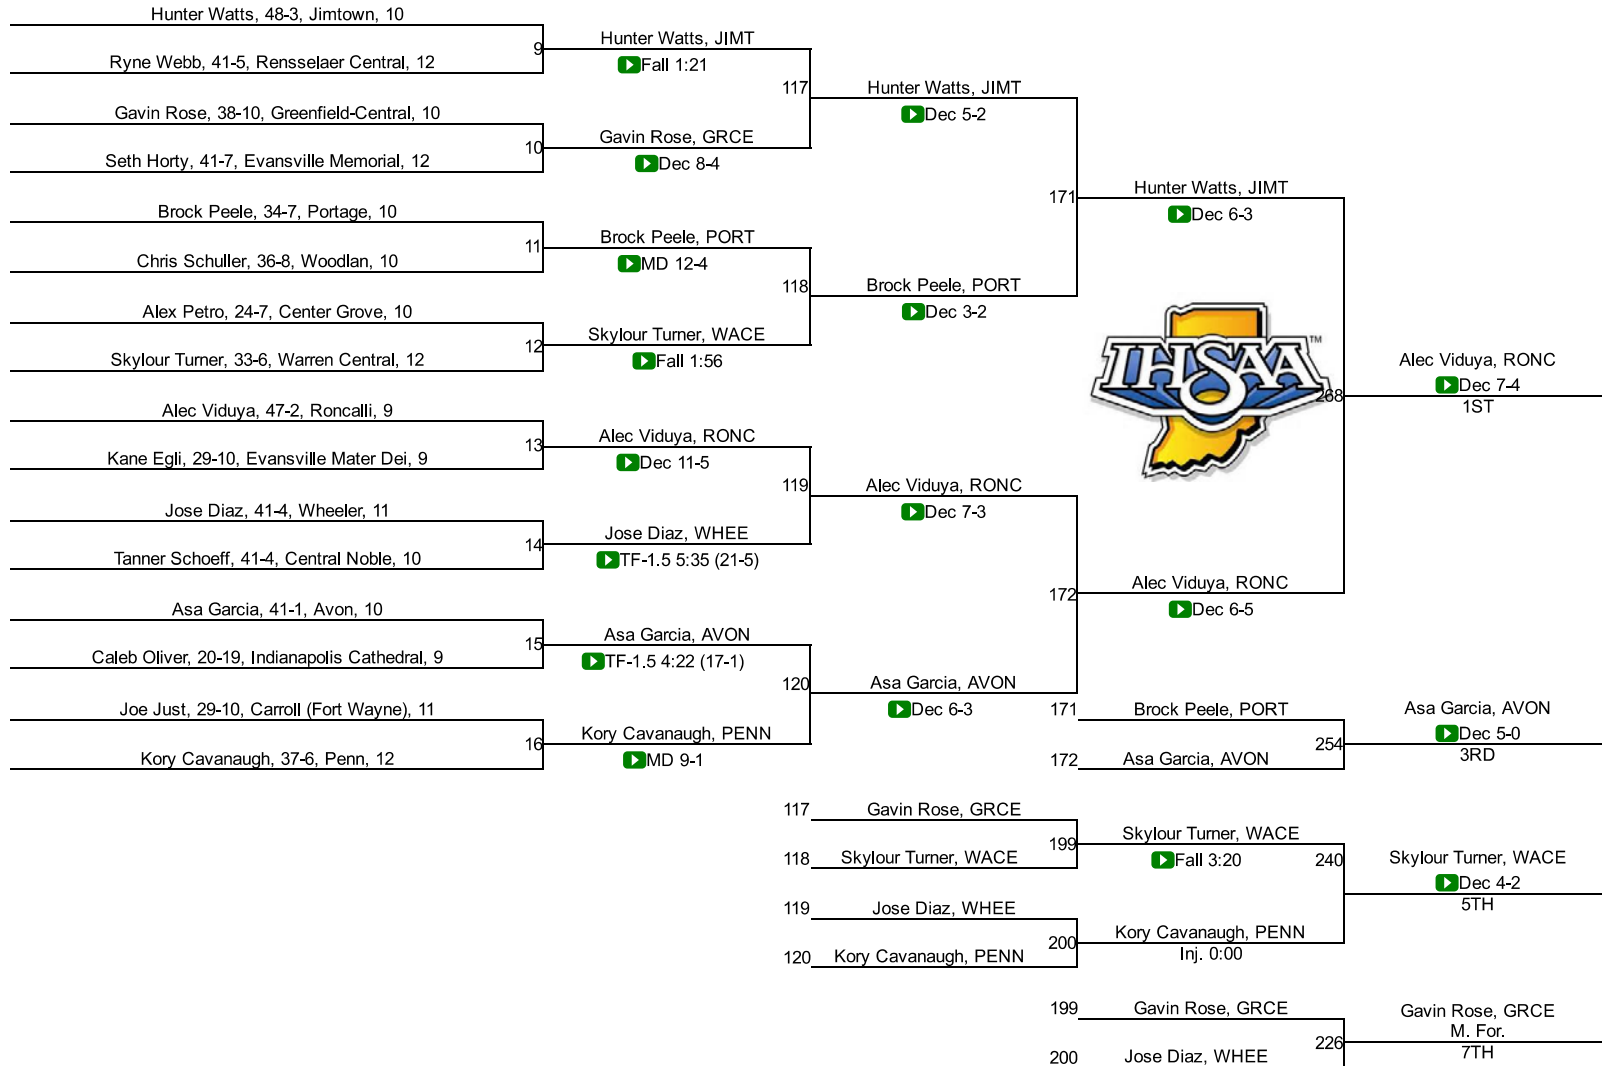 Hunter Watts, 48-3, Jimtown, 10
Ryne Webb, 41-5, Rensselaer Central, 12
Gavin Rose, 38-10, Greenfield-Central, 10
Seth Horty, 41-7, Evansville Memorial, 12
Brock Peele, 34-7, Portage, 10
Chris Schuller, 36-8, Woodlan, 10
Alex Petro, 24-7, Center Grove, 10
Skylour Turner, 33-6, Warren Central, 12
Alec Viduya, 47-2, Roncalli, 9
Kane Egli, 29-10, Evansville Mater Dei, 9
Jose Diaz, 41-4, Wheeler, 11
Tanner Schoeff, 41-4, Central Noble, 10
Asa Garcia, 41-1, Avon, 10
Caleb Oliver, 20-19, Indianapolis Cathedral, 9
Joe Just, 29-10, Carroll (Fort Wayne), 11
Kory Cavanaugh, 37-6, Penn, 12
9
Hunter Watts, JIMT
Fall 1:21
10
Gavin Rose, GRCE
Dec 8-4
11
Brock Peele, PORT
MD 12-4
12
Skylour Turner, WACE
Fall 1:56
13
Alec Viduya, RONC
Dec 11-5
14
Jose Diaz, WHEE
TF-1.5 5:35 (21-5)
15
Asa Garcia, AVON
TF-1.5 4:22 (17-1)
16
Kory Cavanaugh, PENN
MD 9-1
117
Hunter Watts, JIMT
Dec 5-2
118
Brock Peele, PORT
Dec 3-2
119
Alec Viduya, RONC
Dec 7-3
120
Asa Garcia, AVON
Dec 6-3
171
Hunter Watts, JIMT
Dec 6-3
172
Alec Viduya, RONC
Dec 6-5
IHSAA
TM
268
Alec Viduya, RONC
Dec 7-4
1ST
171 Brock Peele, PORT
172 Asa Garcia, AVON
254
Asa Garcia, AVON
Dec 5-0
3RD
117 Gavin Rose, GRCE
118 Skylour Turner, WACE
119 Jose Diaz, WHEE
120 Kory Cavanaugh, PENN
199
Skylour Turner, WACE
Fall 3:20
200
Kory Cavanaugh, PENN
Inj. 0:00
240
Skylour Turner, WACE
Dec 4-2
5TH
199 Gavin Rose, GRCE
200 Jose Diaz, WHEE
226
Gavin Rose, GRCE
M. For.
7TH